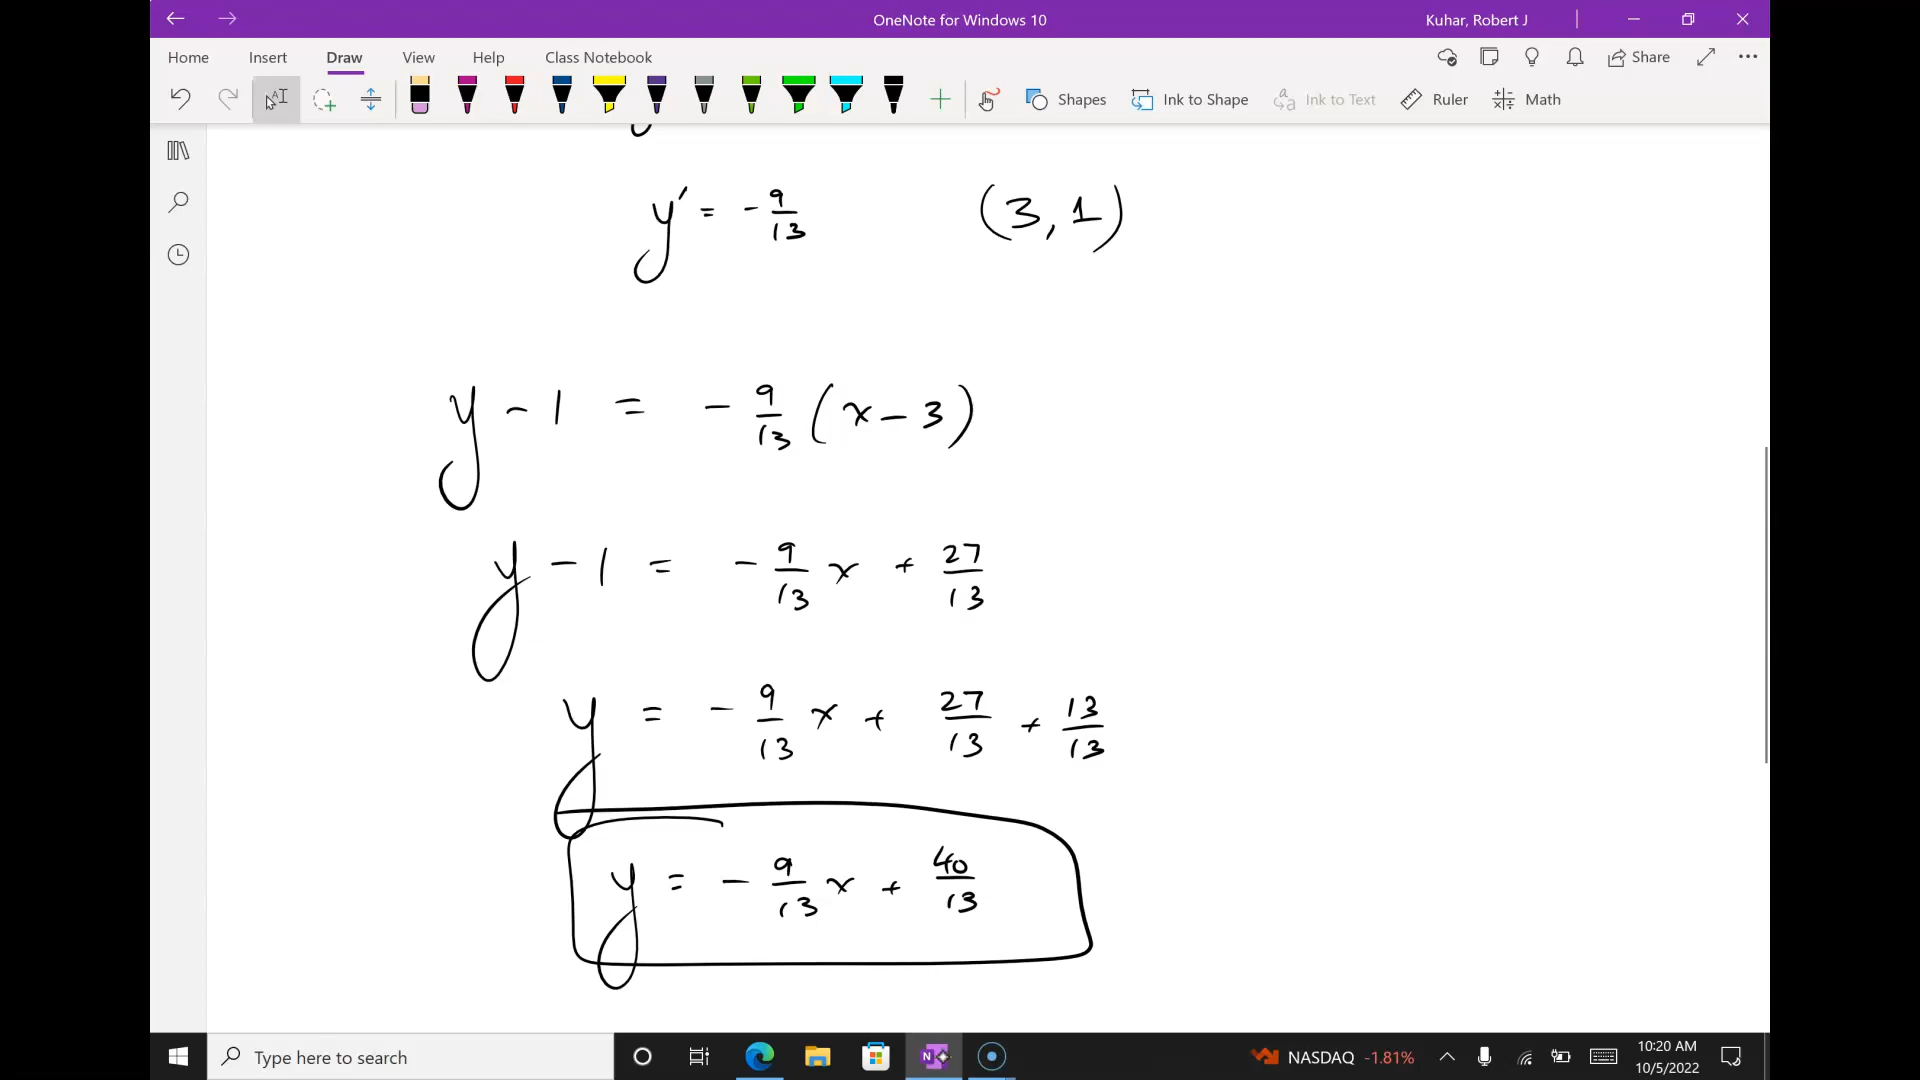 OneNote for Windows 10
Kuhar, Robert J
Home Insert Draw View Help Class Notebook
Share
Shapes Ink to Shape Ink to Text Ruler Math
y′ = - 9/13 (3, 1)
y - 1 = - 9/13 (x - 3)
y - 1 = - 9/13 x + 27/13
y = - 9/13 x + 27/13 + 13/13
y = - 9/13 x + 40/13
Type here to search
NASDAQ -1.81%
10:20 AM
10/5/2022